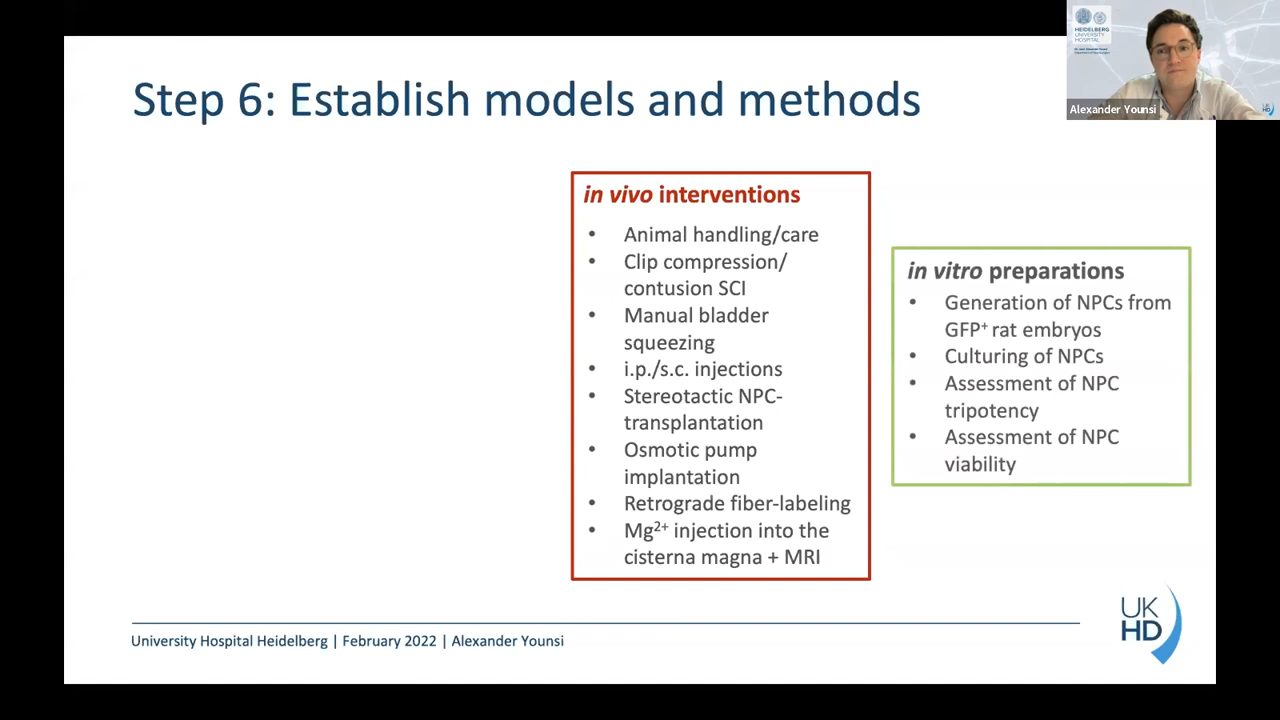 Step 6: Establish models and methods
in vivo interventions
• Animal handling/care
• Clip compression/
contusion SCI
• Manual bladder
squeezing
• i.p./s.c. injections
• Stereotactic NPC-
transplantation
• Osmotic pump
implantation
• Retrograde fiber-labeling
• Mg²⁺ injection into the
cisterna magna + MRI
in vitro preparations
• Generation of NPCs from
GFP⁺ rat embryos
• Culturing of NPCs
• Assessment of NPC
tripotency
• Assessment of NPC
viability
University Hospital Heidelberg | February 2022 | Alexander Younsi
UK
HD
HEIDELBERG
UNIVERSITY
HOSPITAL
Alexander Younsi